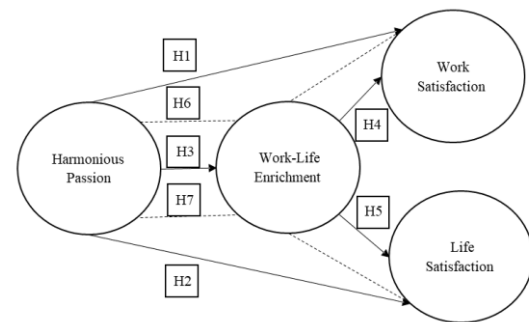 H1
Work
Satisfaction
H6
H4
Harmonious
Passion
H3
Work-Life
Enrichment
H7
H5
Life
Satisfaction
H2